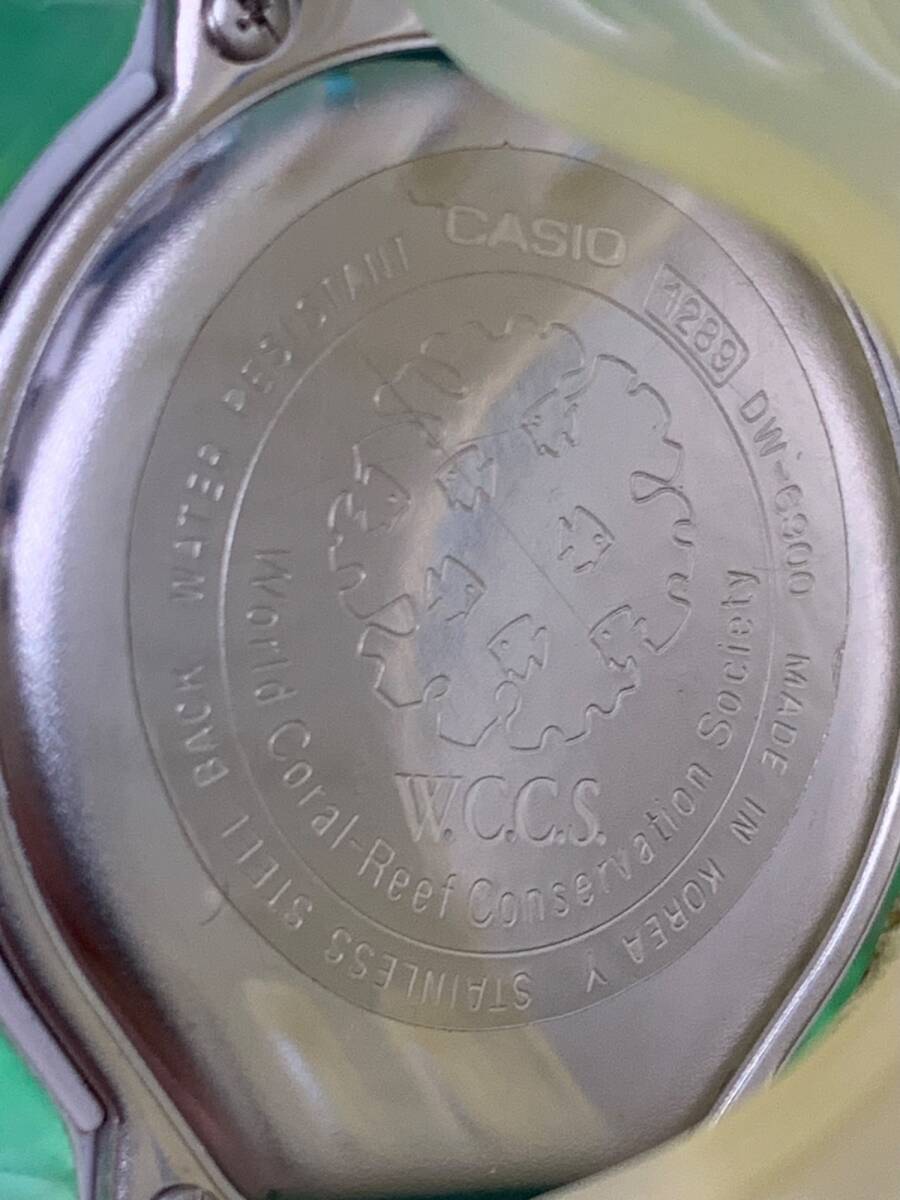 CASIO
1289 DW-6900 MADE IN KOREA Y STAINLESS STEEL BACK WATER RESISTANT
W.C.C.S.
World Coral-Reef Conservation Society